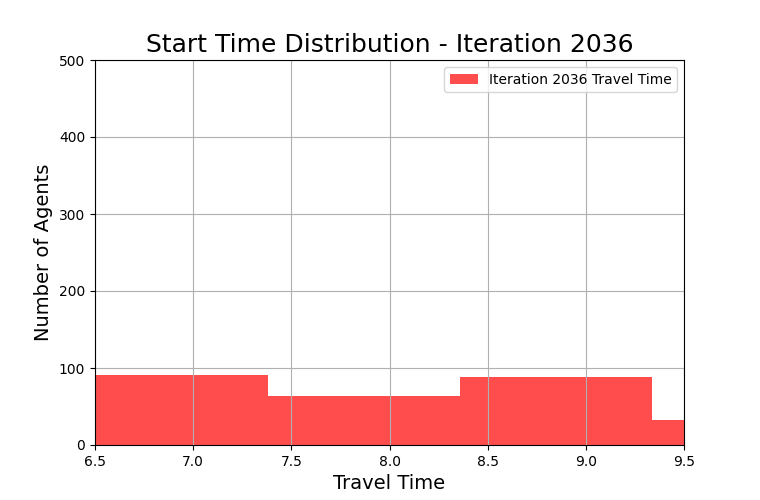 Start Time Distribution - Iteration 2036
Iteration 2036 Travel Time
Number of Agents
500
400
300
200
100
0
6.5 7.0 7.5 8.0 8.5 9.0 9.5
Travel Time